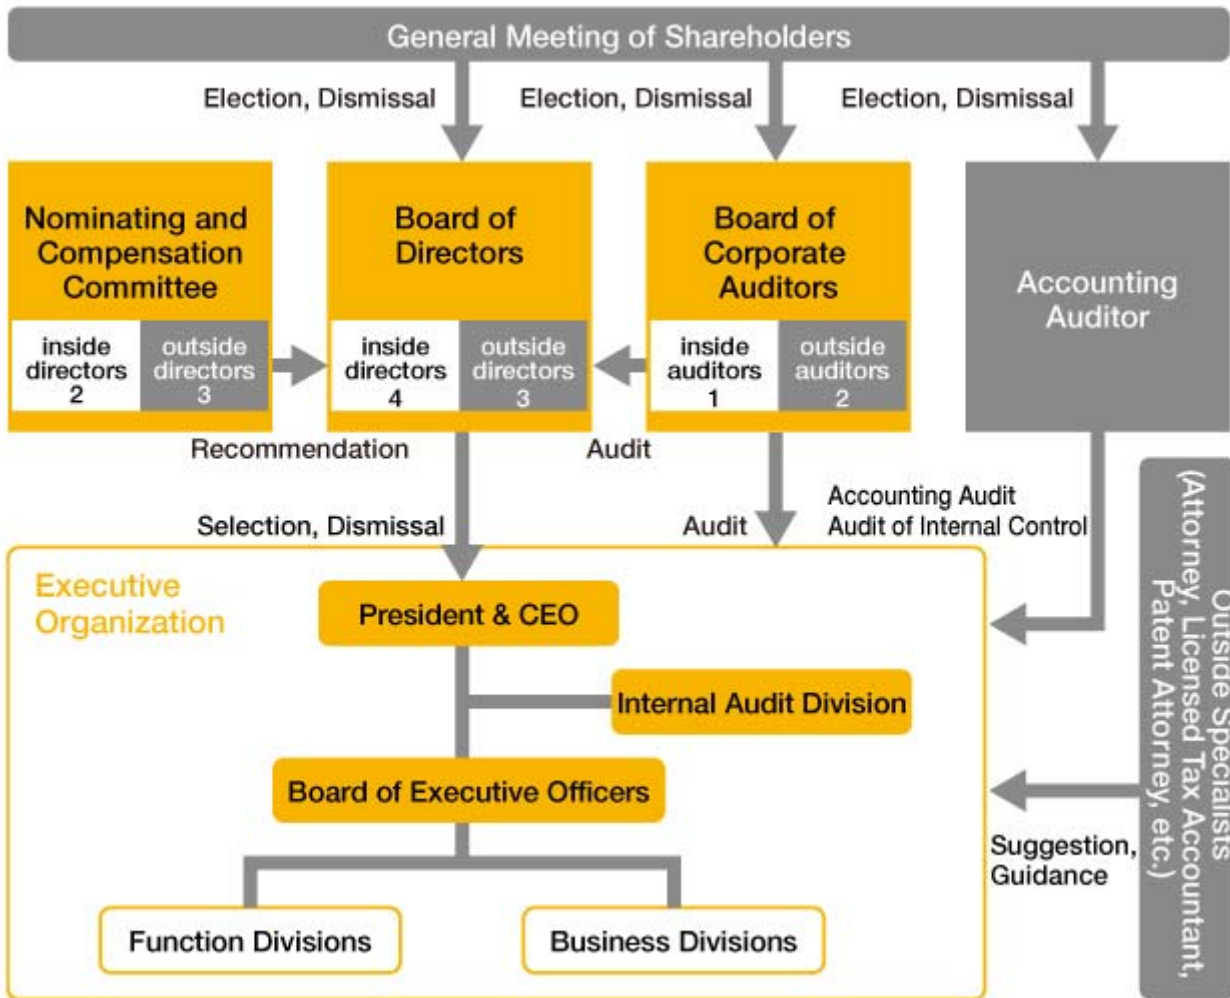 General Meeting of Shareholders
Election, Dismissal
Election, Dismissal
Election, Dismissal
Nominating and
Compensation
Committee
inside
directors
2
outside
directors
3
Board of
Directors
inside
directors
4
outside
directors
3
Board of
Corporate
Auditors
inside
auditors
1
outside
auditors
2
Accounting
Auditor
Recommendation
Audit
Selection, Dismissal
Audit
Accounting Audit
Audit of Internal Control
Executive
Organization
President & CEO
Internal Audit Division
Board of Executive Officers
Function Divisions
Business Divisions
Suggestion,
Guidance
Outside Specialists
(Attorney, Licensed Tax Accountant,
Patent Attorney, etc.)